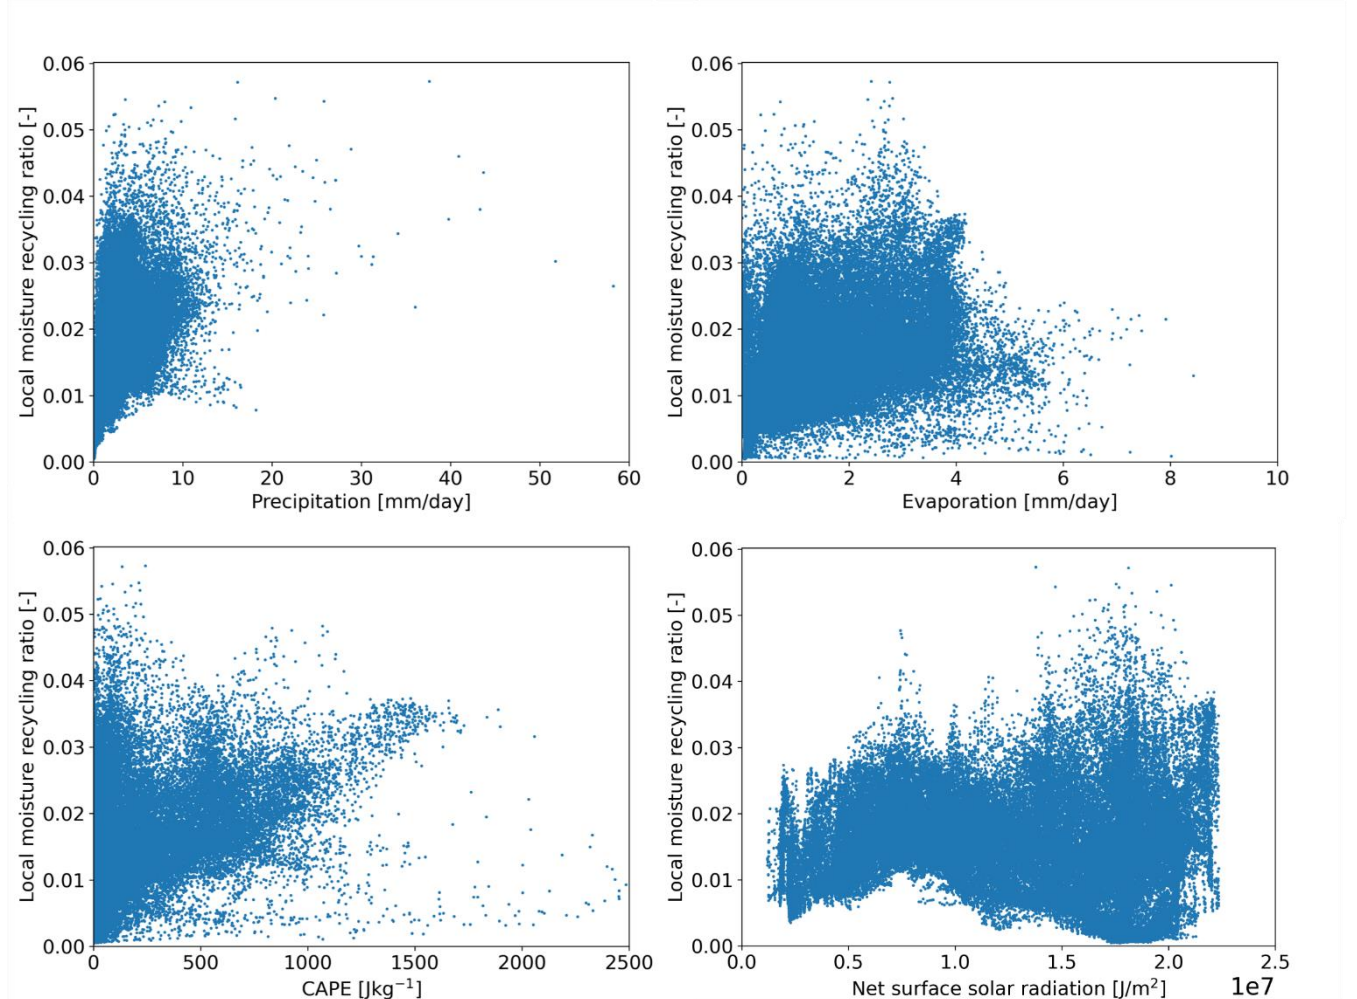 0.06
0.05
0.04
0.03
0.02
0.01
0.00
Local moisture recycling ratio [-]
0 10 20 30 40 50 60
Precipitation [mm/day]
0.06
0.05
0.04
0.03
0.02
0.01
0.00
Local moisture recycling ratio [-]
0 2 4 6 8 10
Evaporation [mm/day]
0.06
0.05
0.04
0.03
0.02
0.01
0.00
Local moisture recycling ratio [-]
0 500 1000 1500 2000 2500
CAPE [Jkg⁻¹]
0.06
0.05
0.04
0.03
0.02
0.01
0.00
Local moisture recycling ratio [-]
0.0 0.5 1.0 1.5 2.0 2.5
Net surface solar radiation [J/m²] 1e7